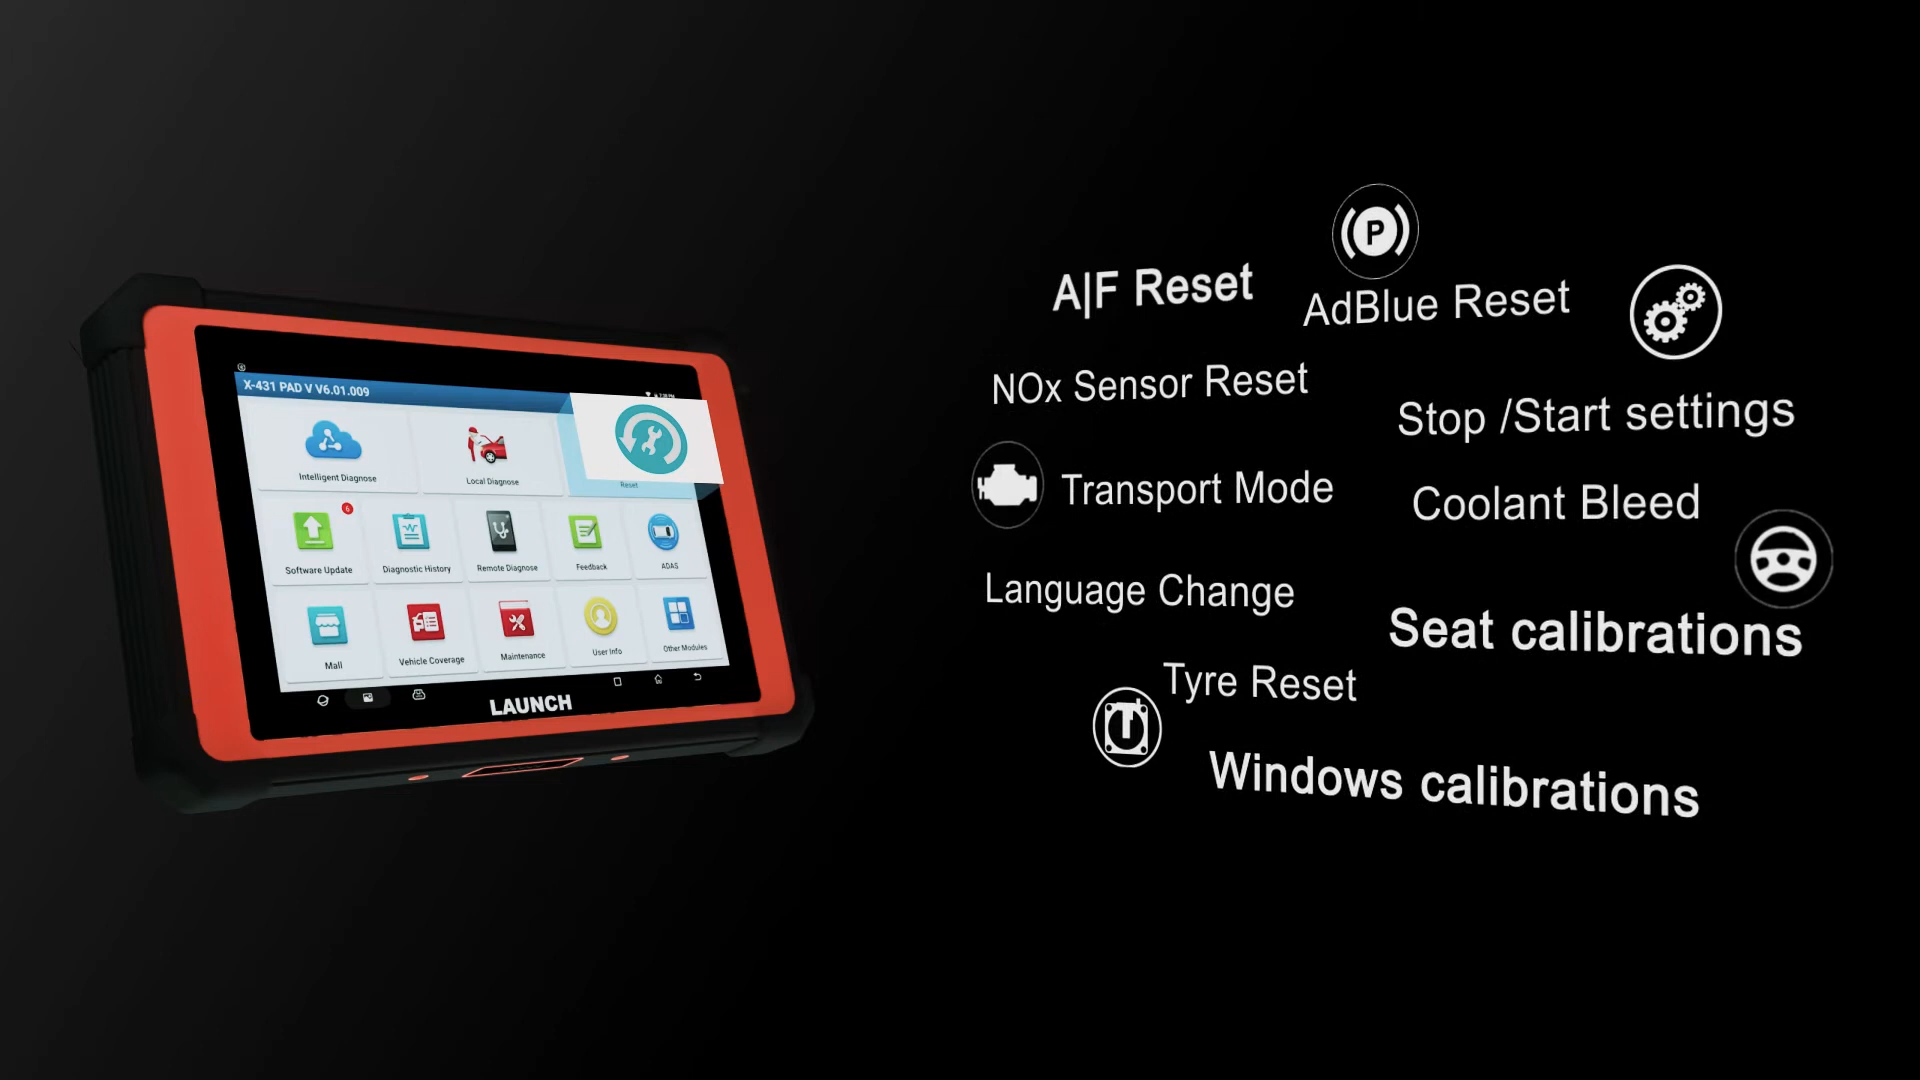 X-431 PAD V V6.01.009
Intelligent Diagnose
Local Diagnose
Reset
6
Software Update
Diagnostic History
Remote Diagnose
Feedback
ADAS
Mall
Vehicle Coverage
Maintenance
User Info
Other Modules
LAUNCH
P
A|F Reset
AdBlue Reset
NOx Sensor Reset
Stop /Start settings
Transport Mode
Coolant Bleed
Language Change
Seat calibrations
Tyre Reset
T
Windows calibrations